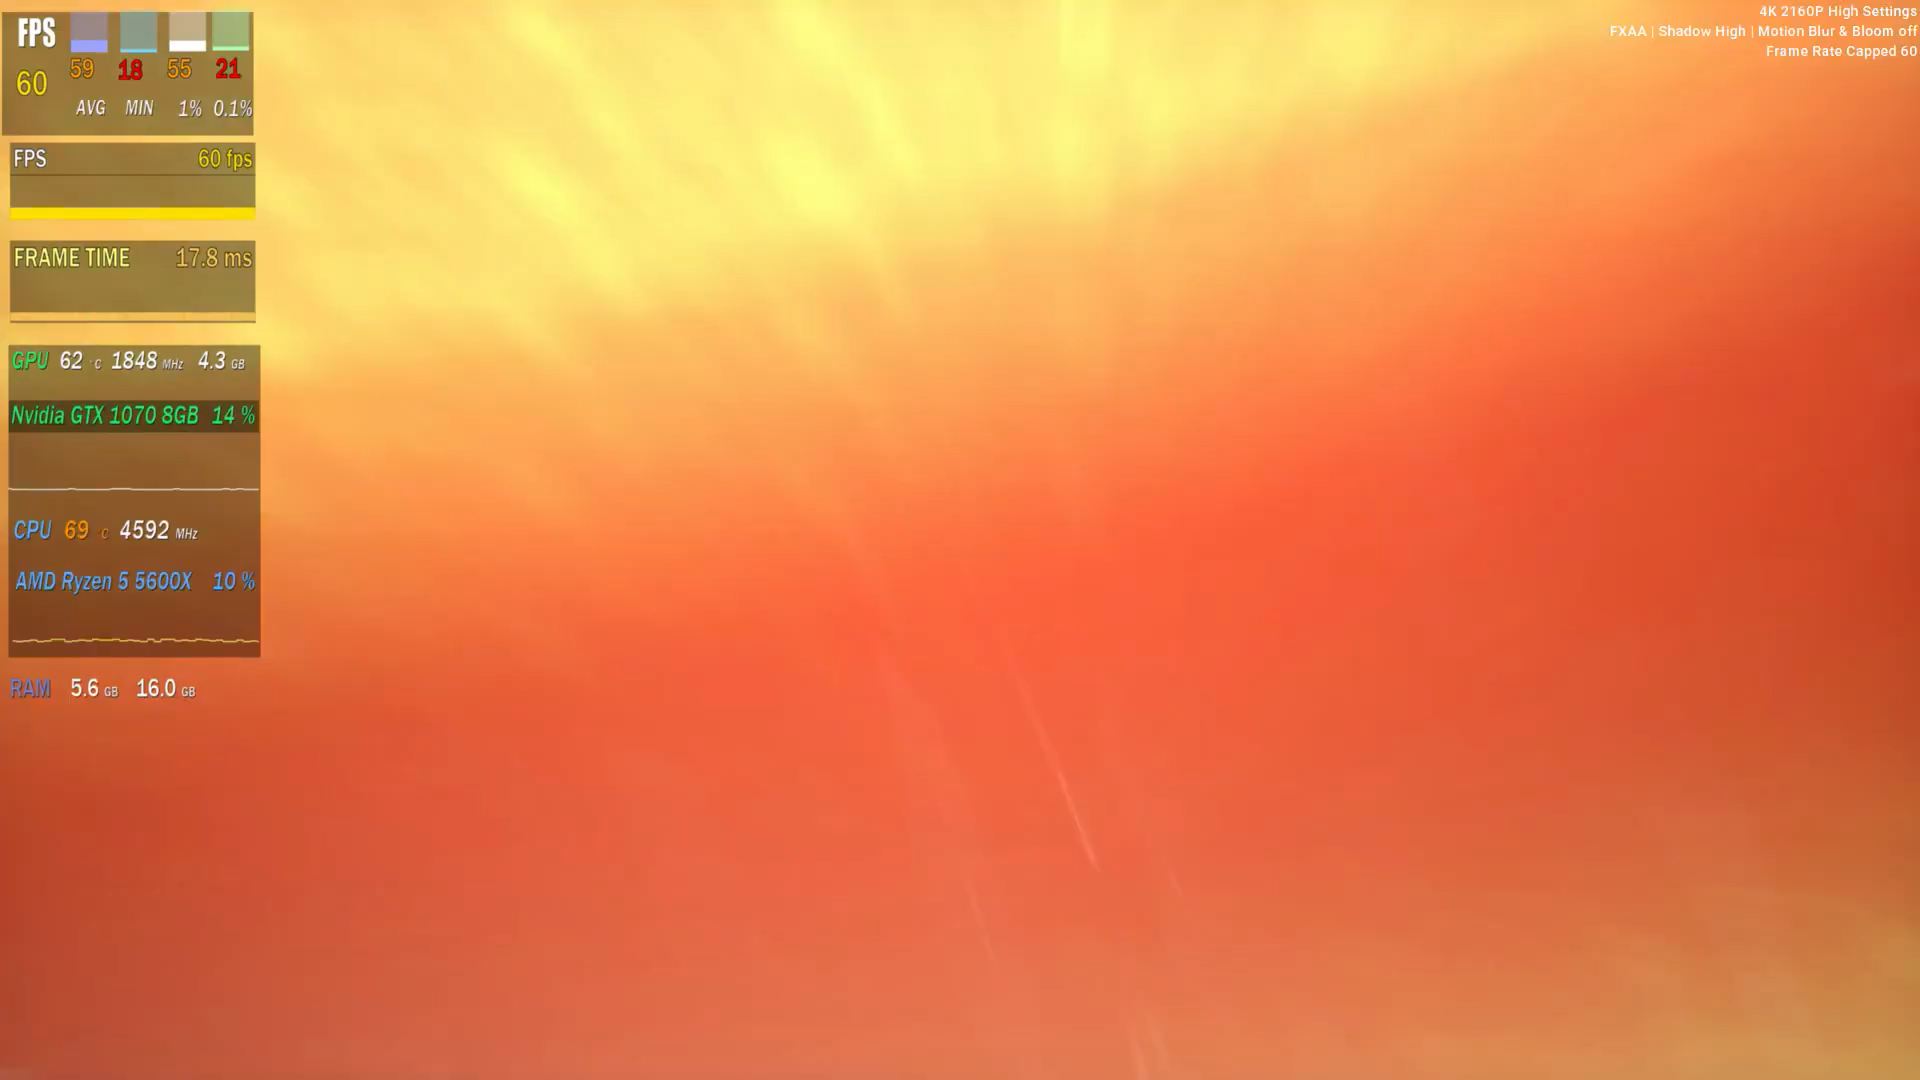 FPS
60
59 18 55 21
AVG MIN 1% 0.1%
FPS 60 fps
FRAME TIME 17.8 ms
GPU 62 °C 1848 MHz 4.3 GB
Nvidia GTX 1070 8GB 14 %
CPU 69 °C 4592 MHz
AMD Ryzen 5 5600X 10 %
RAM 5.6 GB 16.0 GB
4K 2160P High Settings
FXAA | Shadow High | Motion Blur & Bloom off
Frame Rate Capped 60